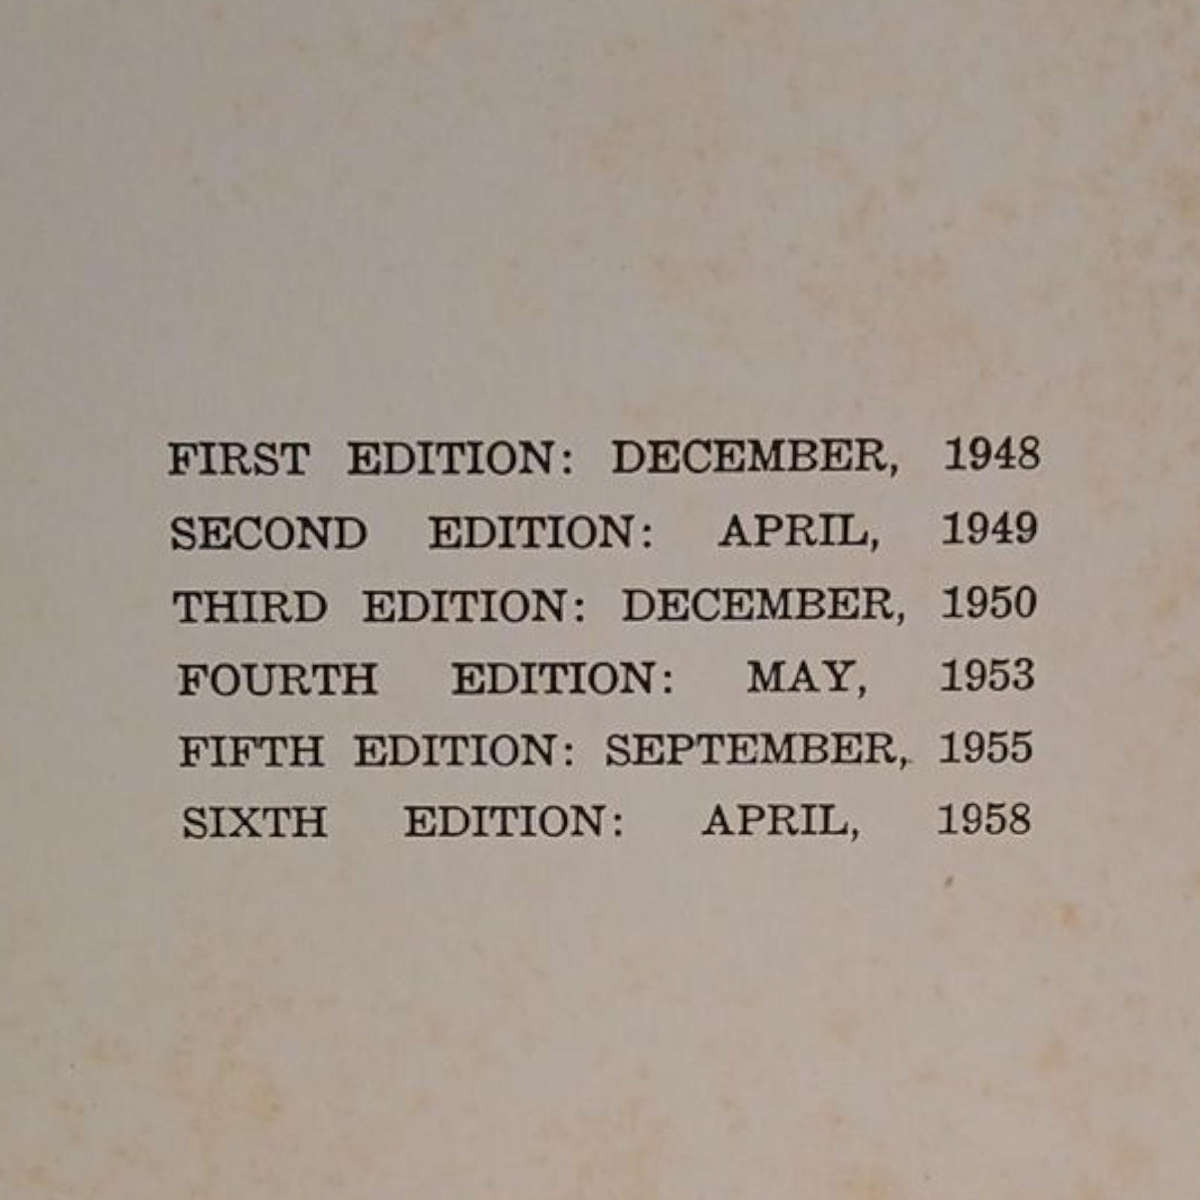 FIRST EDITION: DECEMBER, 1948
SECOND EDITION: APRIL, 1949
THIRD EDITION: DECEMBER, 1950
FOURTH EDITION: MAY, 1953
FIFTH EDITION: SEPTEMBER, 1955
SIXTH EDITION: APRIL, 1958